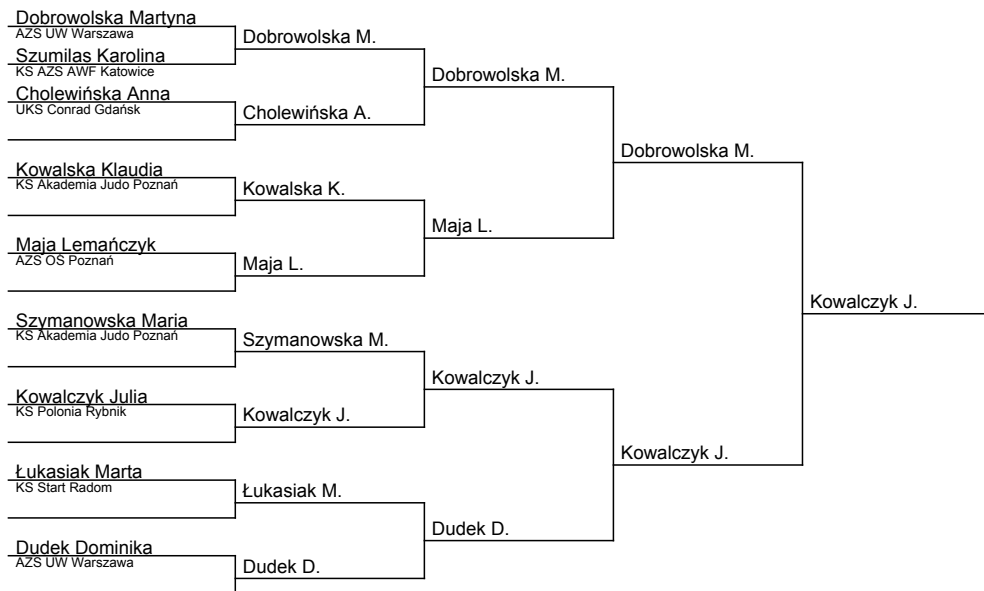 Dobrowolska Martyna
AZS UW Warszawa
Szumilas Karolina
KS AZS AWF Katowice
Cholewińska Anna
UKS Conrad Gdańsk
Kowalska Klaudia
KS Akademia Judo Poznań
Maja Lemańczyk
AZS OŚ Poznań
Szymanowska Maria
KS Akademia Judo Poznań
Kowalczyk Julia
KS Polonia Rybnik
Łukasiak Marta
KS Start Radom
Dudek Dominika
AZS UW Warszawa
Dobrowolska M.
Cholewińska A.
Kowalska K.
Maja L.
Szymanowska M.
Kowalczyk J.
Łukasiak M.
Dudek D.
Dobrowolska M.
Maja L.
Kowalczyk J.
Dudek D.
Dobrowolska M.
Kowalczyk J.
Kowalczyk J.